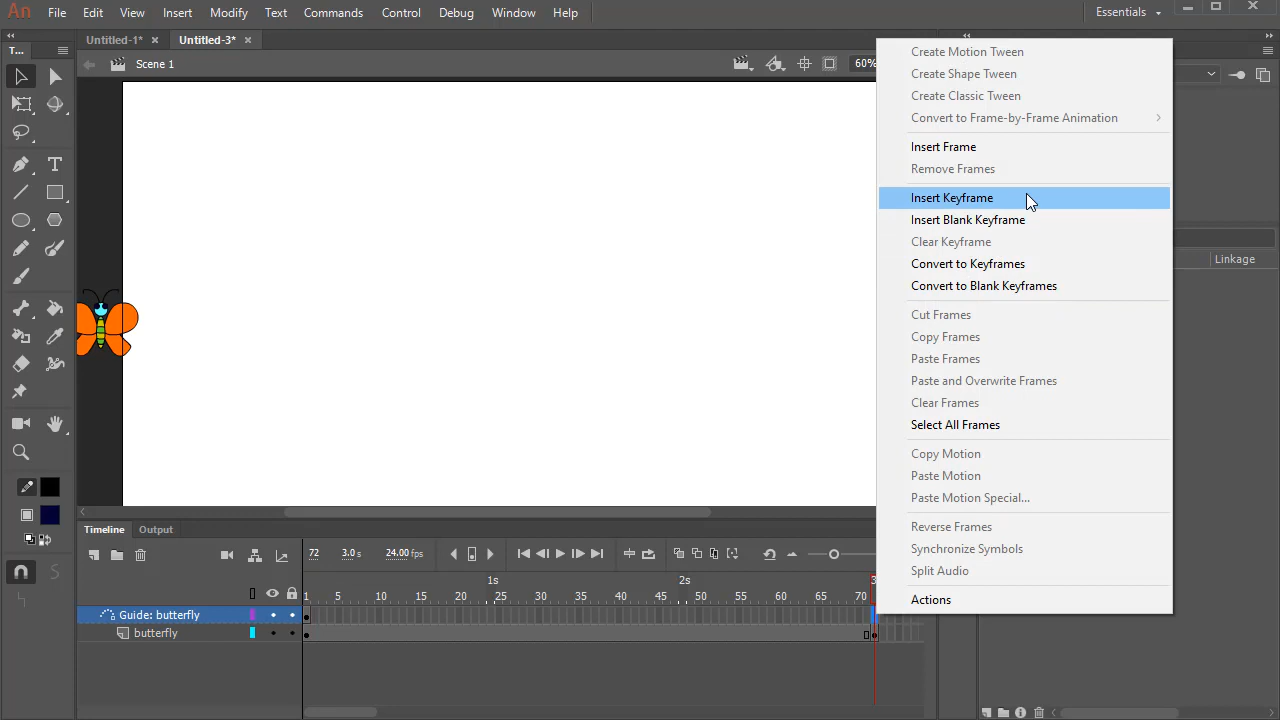 An File Edit View Insert Modify Text Commands Control Debug Window Help Essentials
Untitled-1* × Untitled-3* ×
T...
Scene 1 60%
Create Motion Tween
Create Shape Tween
Create Classic Tween
Convert to Frame-by-Frame Animation
Insert Frame
Remove Frames
Insert Keyframe
Insert Blank Keyframe
Clear Keyframe
Convert to Keyframes
Convert to Blank Keyframes
Cut Frames
Copy Frames
Paste Frames
Paste and Overwrite Frames
Clear Frames
Select All Frames
Copy Motion
Paste Motion
Paste Motion Special...
Reverse Frames
Synchronize Symbols
Split Audio
Actions
Linkage
Timeline Output
72 3.0 s 24.00 fps
1s 2s 3
1 5 10 15 20 25 30 35 40 45 50 55 60 65 70
Guide: butterfly
butterfly